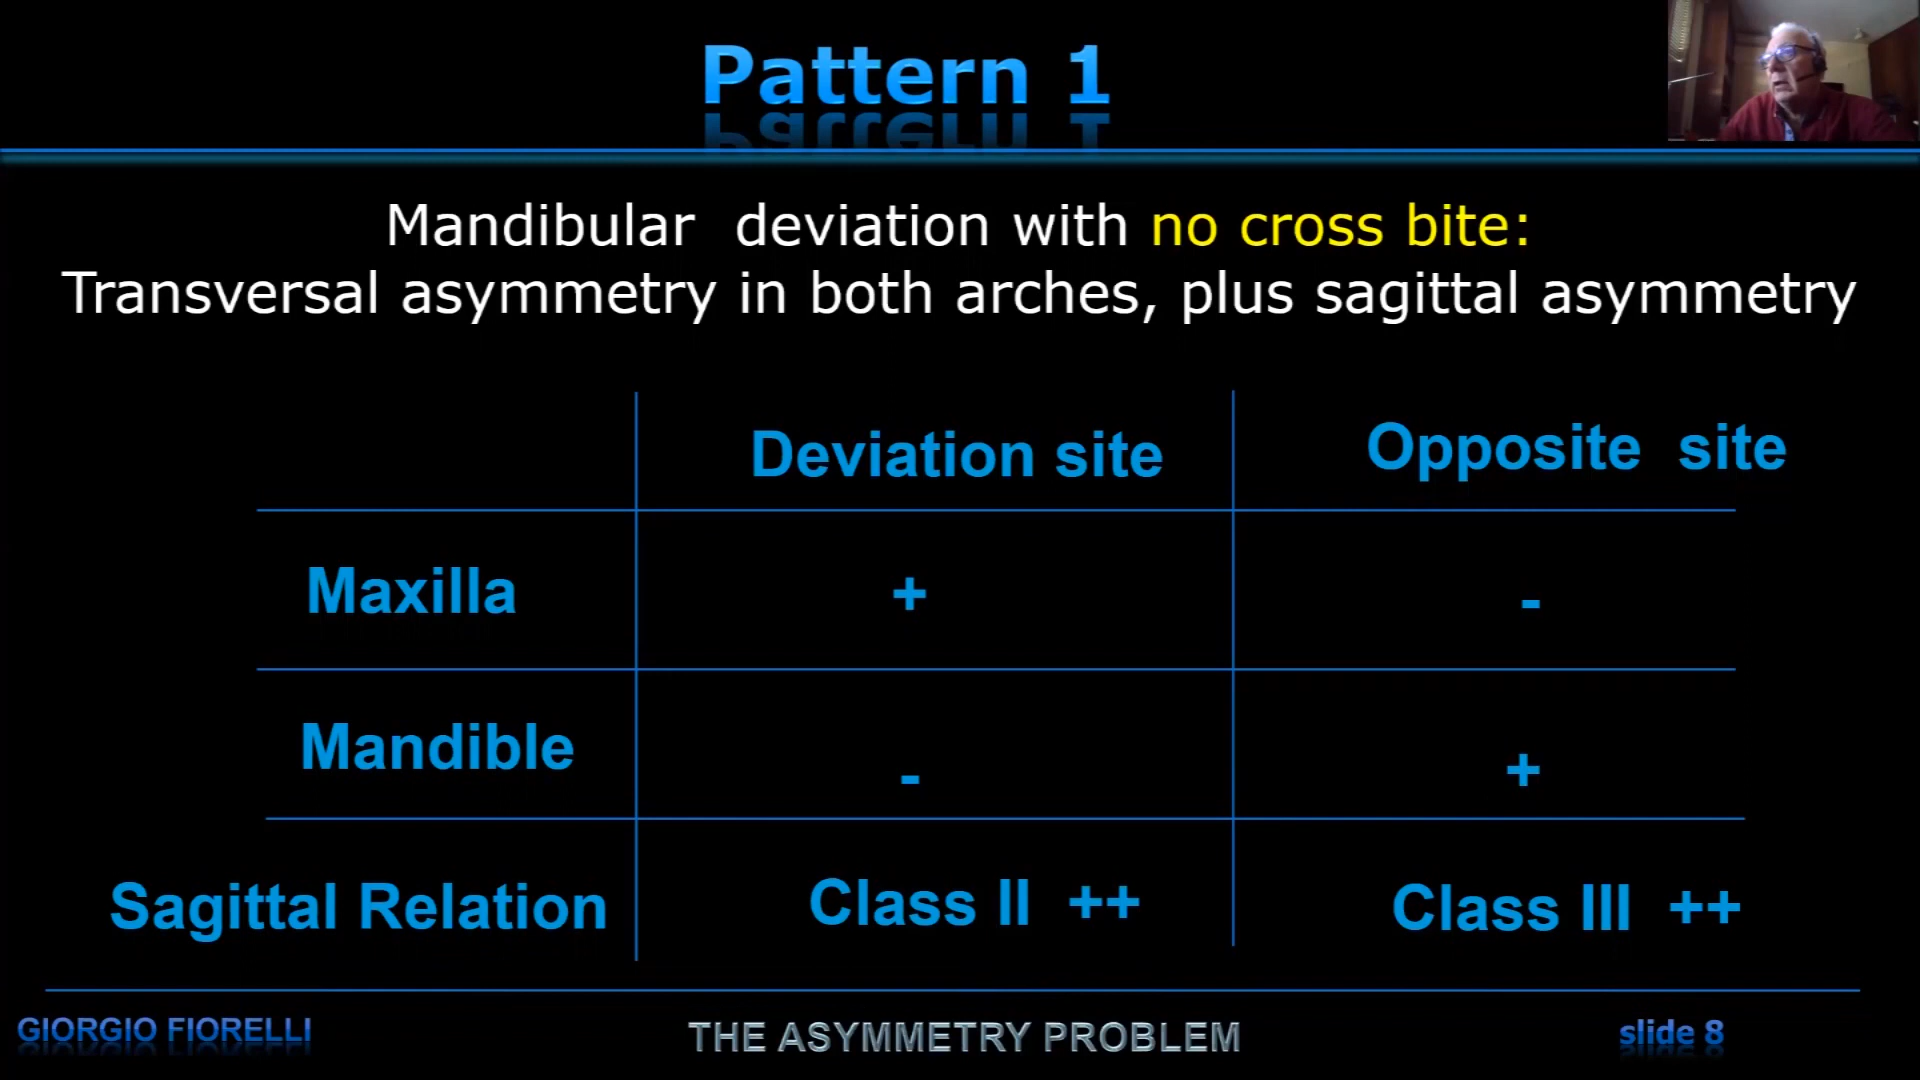 Pattern 1
Mandibular deviation with no cross bite:
Transversal asymmetry in both arches, plus sagittal asymmetry
Deviation site Opposite site
Maxilla + -
Mandible - +
Sagittal Relation Class II ++ Class III ++
GIORGIO FIORELLI THE ASYMMETRY PROBLEM slide 8